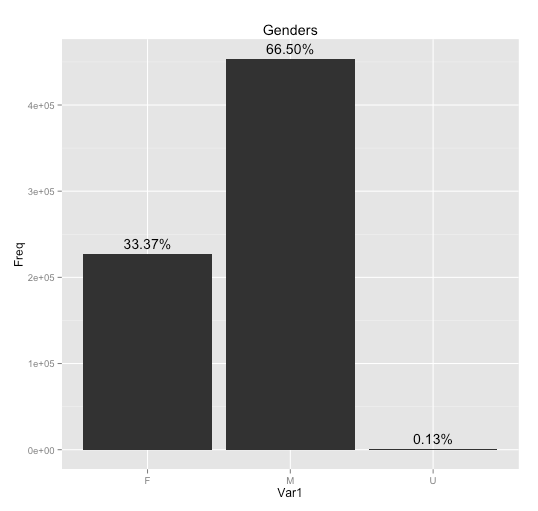 Genders
66.50%
4e+05
3e+05
33.37%
Freq
2e+05
1e+05
0.13%
0e+00
F M U
Var1